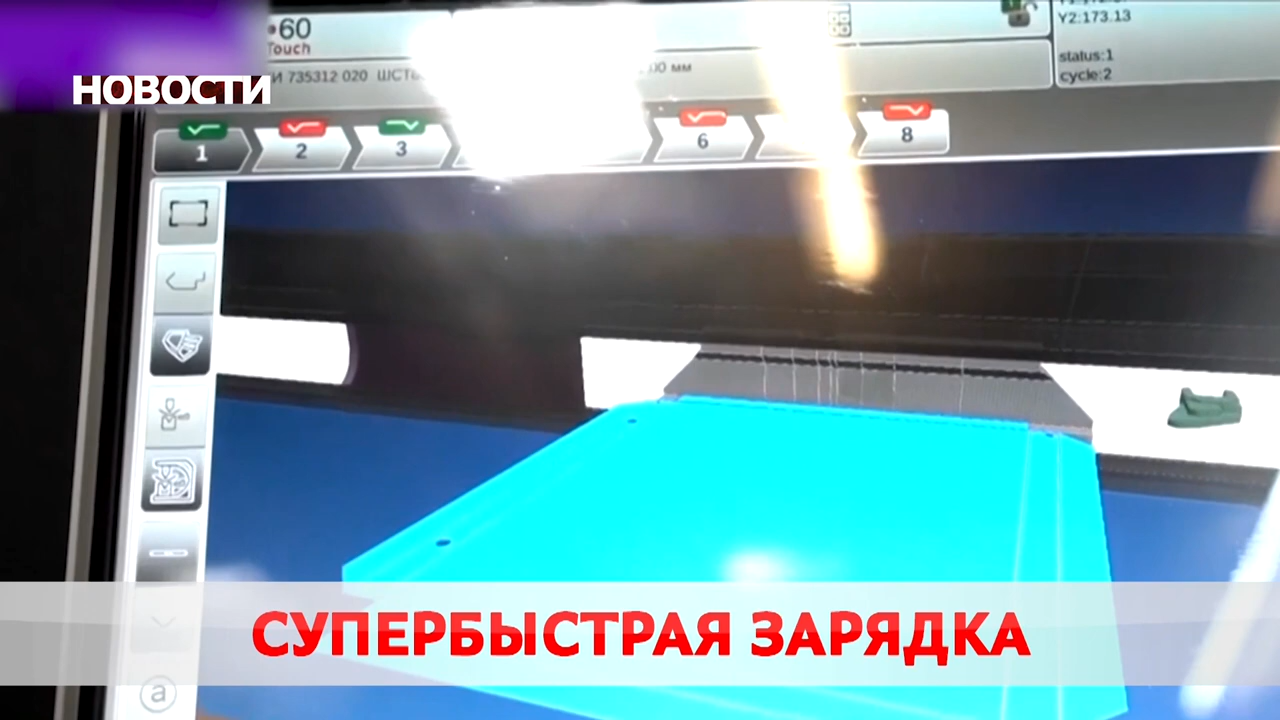 60
Touch
Y2:173.13
НОВОСТИ
735312 020
мм
status:1
cycle:2
1
2
3
6
8
a
СУПЕРБЫСТРАЯ ЗАРЯДКА